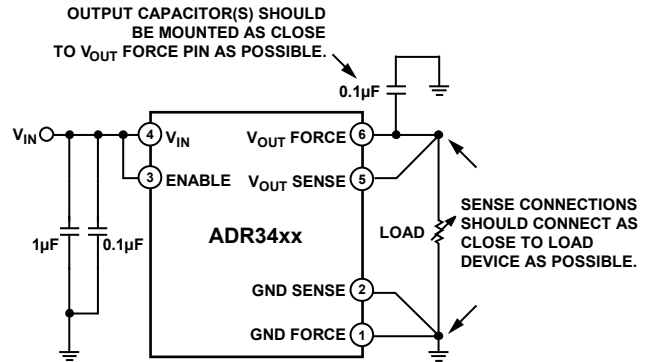 OUTPUT CAPACITOR(S) SHOULD
BE MOUNTED AS CLOSE
TO VOUT FORCE PIN AS POSSIBLE.
0.1µF
VIN
4
VIN
VOUT FORCE
6
3
ENABLE
VOUT SENSE
5
ADR34xx
1µF
0.1µF
LOAD
SENSE CONNECTIONS
SHOULD CONNECT AS
CLOSE TO LOAD
DEVICE AS POSSIBLE.
GND SENSE
2
GND FORCE
1